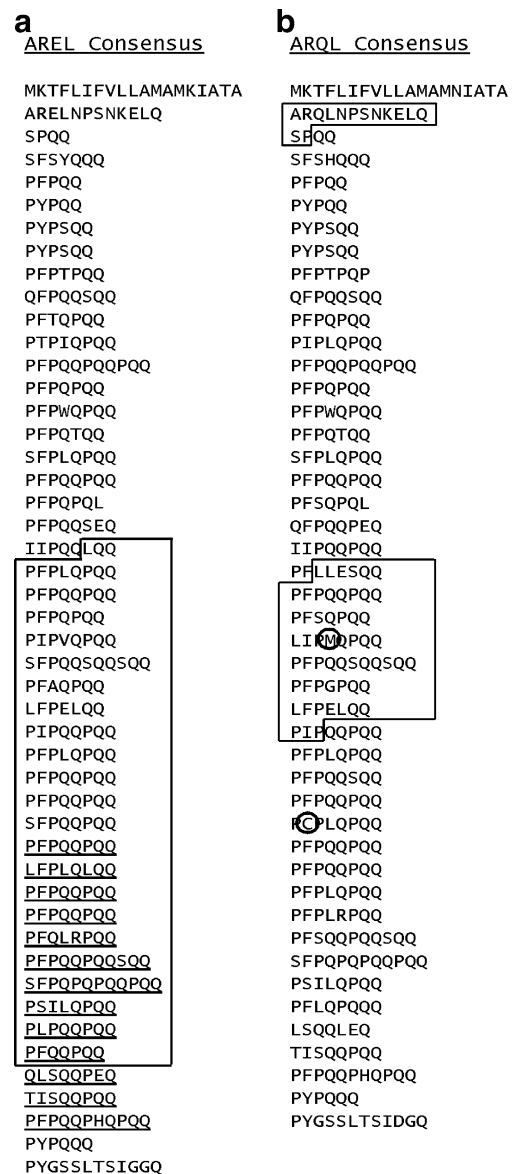 a
AREL Consensus
MKTFLIFVLLAMAMKIATA
ARELNPSNKELQ
SPQQ
SFSYQQQ
PFPQQ
PYPQQ
PYPSQQ
PYPSQQ
PFPTPQQ
QFPQQSQQ
PFTQPQQ
PTPIQPQQ
PFPQQPQQPQQ
PFPQPQQ
PFPWQPQQ
PFPQTQQ
SFPLQPQQ
PFPQQPQQ
PFPQPQL
PFPQQSEQ
IIPQQLQQ
PFPLQPQQ
PFPQQPQQ
PFPQPQQ
PIPVQPQQ
SFPQQSQQSQQ
PFAQPQQ
LFPELQQ
PIPQQPQQ
PFPLQPQQ
PFPQQPQQ
PFPQQPQQ
SFPQQPQQ
PFPQQPQQ
LFPLQLQQ
PFPQQPQQ
PFPQQPQQ
PFQLRPQQ
PFPQQPQQSQQ
SFPQPQPQQPQQ
PSILQPQQ
PLPQQPQQ
PFQQPQQ
QLSQQPEQ
TISQQPQQ
PFPQQPHQPQQ
PYPQQQ
PYGSSLTSIGGQ
b
ARQL Consensus
MKTFLIFVLLAMAMNIATA
ARQLNPSNKELQ
SPQQ
SFSHQQQ
PFPQQ
PYPQQ
PYPSQQ
PYPSQQ
PFPTPQP
QFPQQSQQ
PFPQPQQ
PIPLQPQQ
PFPQQPQQPQQ
PFPQPQQ
PFPWQPQQ
PFPQTQQ
SFPLQPQQ
PFPQQPQQ
PFSQPQL
QFPQQPEQ
IIPQQPQQ
PFLLESQQ
PFPQQPQQ
PFSQPQQ
LIPMQPQQ
PFPQQSQQSQQ
PFPGPQQ
LFPELQQ
PIPQQPQQ
PFPLQPQQ
PFPQQSQQ
PFPQQPQQ
PCPLQPQQ
PFPQQPQQ
PFPQQPQQ
PFPLQPQQ
PFPLRPQQ
PFSQQPQQSQQ
SFPQPQPQQPQQ
PSILQPQQ
PFLQPQQQ
LSQQLEQ
TISQQPQQ
PFPQQPHQPQQ
PYPQQQ
PYGSSLTSIDGQ